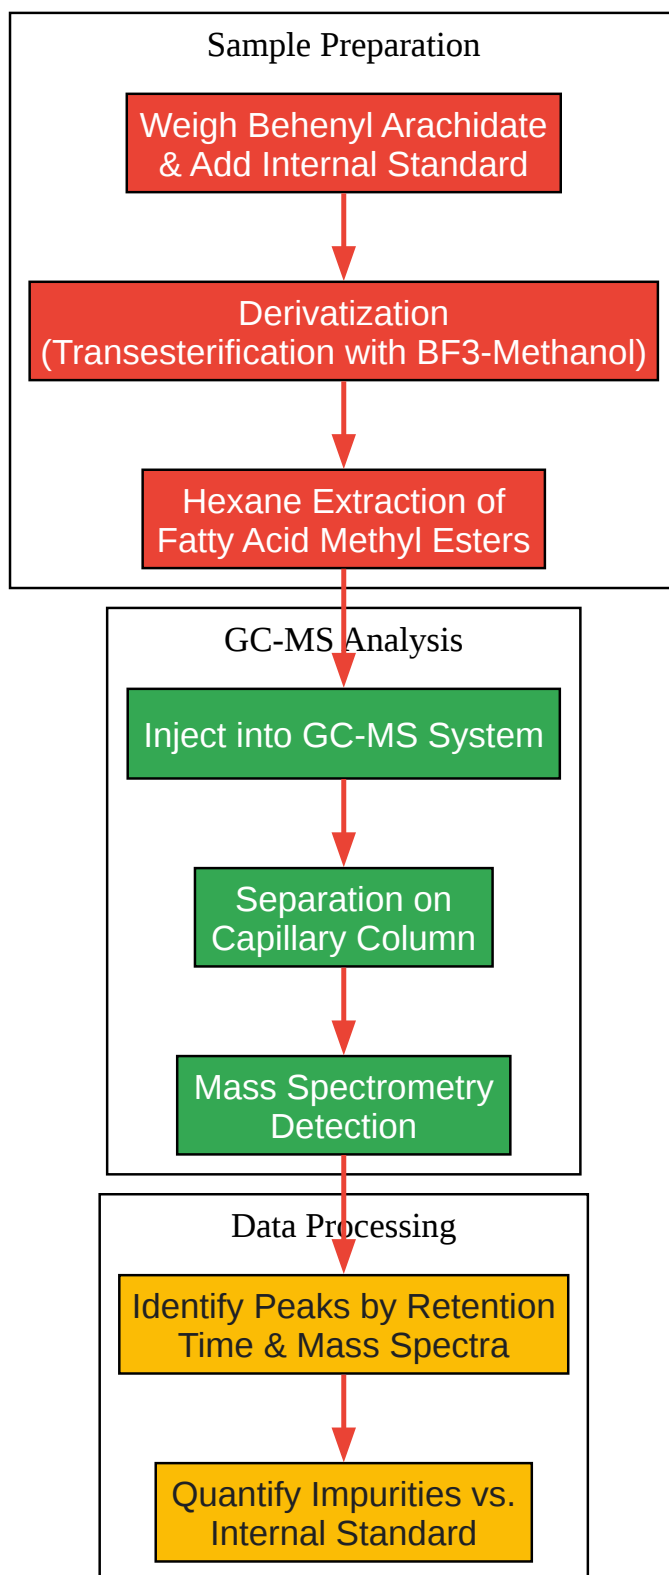 Sample Preparation
Weigh Behenyl Arachidate
& Add Internal Standard
Derivatization
(Transesterification with BF3-Methanol)
Hexane Extraction of
Fatty Acid Methyl Esters
GC-MS Analysis
Inject into GC-MS System
Separation on
Capillary Column
Mass Spectrometry
Detection
Data Processing
Identify Peaks by Retention
Time & Mass Spectra
Quantify Impurities vs.
Internal Standard